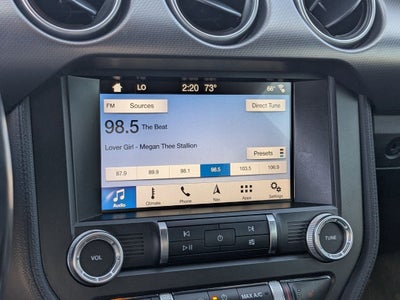 LO 2:20 73° 66°
FM Sources Direct Tune
98.5 The Beat
Lover Girl - Megan Thee Stallion
Presets
87.9 89.9 98.1 98.5 103.5 106.9
Audio Climate Phone Nav Apps Settings
VOL TUNE
MAX A/C